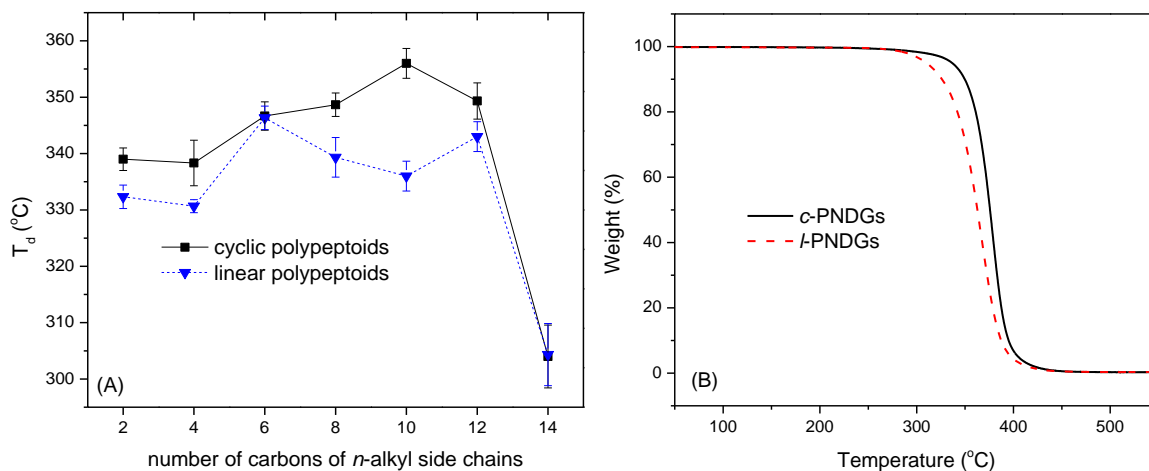 360
350
340
330
320
310
300
T_d (°C)
cyclic polypeptoids
linear polypeptoids
(A)
2 4 6 8 10 12 14
number of carbons of n-alkyl side chains
100
80
60
40
20
0
Weight (%)
c-PNDGs
l-PNDGs
(B)
100 200 300 400 500
Temperature (°C)